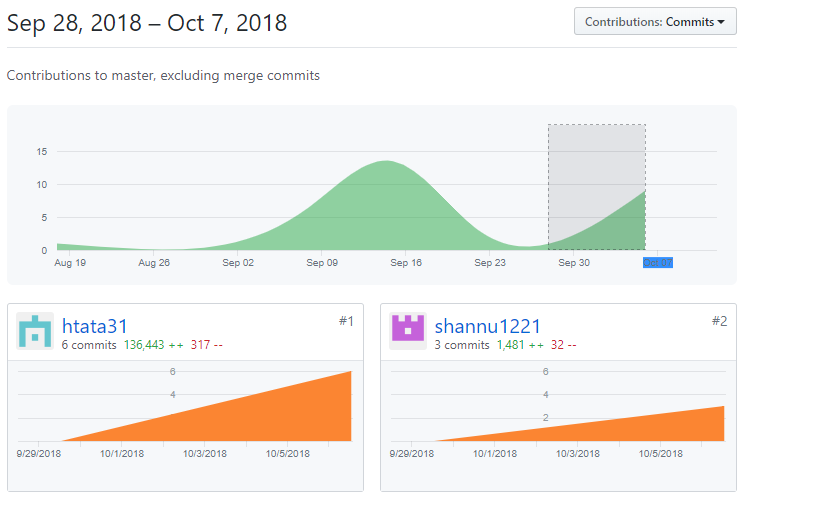 Sep 28, 2018 – Oct 7, 2018
Contributions: Commits
Contributions to master, excluding merge commits
15
10
5
0
Aug 19 Aug 26 Sep 02 Sep 09 Sep 16 Sep 23 Sep 30
htata31 #1
6 commits 136,443 ++ 317 --
6
4
9/29/2018 10/1/2018 10/3/2018 10/5/2018
shannu1221 #2
3 commits 1,481 ++ 32 --
6
4
2
9/29/2018 10/1/2018 10/3/2018 10/5/2018